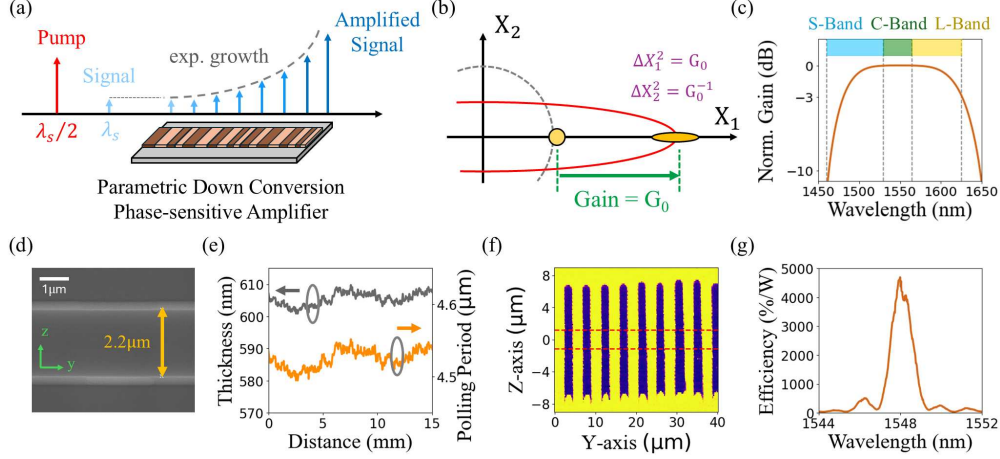 (a)
Amplified
Signal
Pump
exp. growth
Signal
λs/2
λs
Parametric Down Conversion
Phase-sensitive Amplifier
(b)
X2
ΔX1² = G0
ΔX2² = G0⁻¹
X1
Gain = G0
(c)
S-Band C-Band L-Band
Norm. Gain (dB)
0
−3
−10
1450 1500 1550 1600 1650
Wavelength (nm)
(d)
1μm
2.2μm
z
y
(e)
Thickness (nm)
610
600
590
580
570
4.6
4.5
Polling Period (μm)
0 5 10 15
Distance (mm)
(f)
Z-axis (μm)
8
4
0
−4
−8
0 10 20 30 40
Y-axis (μm)
(g)
Efficiency (%/W)
5000
4000
3000
2000
1000
0
1544 1548 1552
Wavelength (nm)